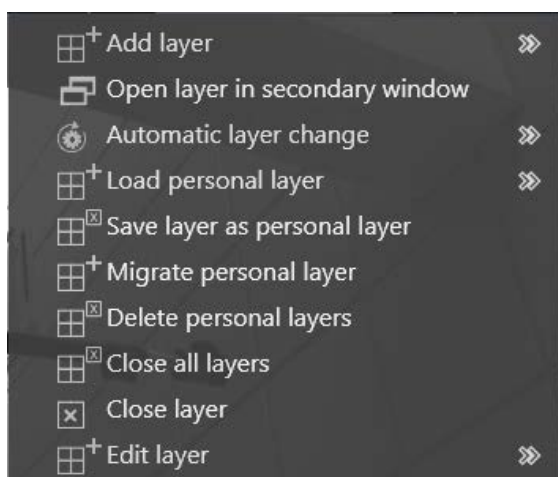 Add layer
Open layer in secondary window
Automatic layer change
Load personal layer
Save layer as personal layer
Migrate personal layer
Delete personal layers
Close all layers
Close layer
Edit layer